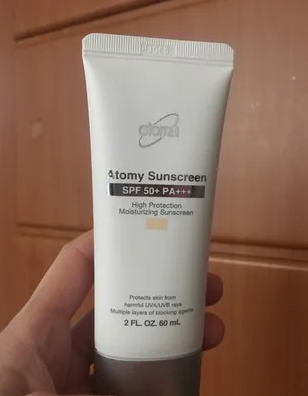 atomy
Atomy Sunscreen
SPF 50+ PA+++
High Protection
Moisturizing Sunscreen
Protects skin from
harmful UVA/UVB rays
Multiple layers of blocking agents
2 FL. OZ. 60 mL